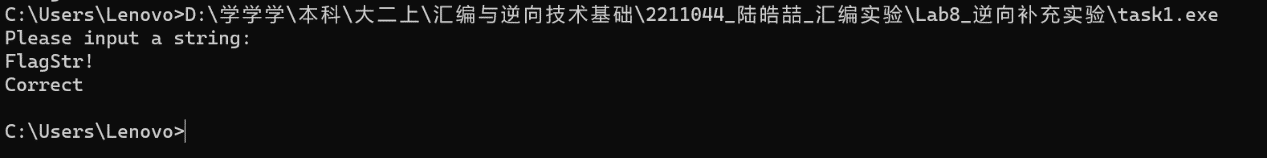 C:\Users\Lenovo>D:\学学学\本科\大二上\汇编与逆向技术基础\2211044_陆皓喆_汇编实验\Lab8_逆向补充实验\task1.exe
Please input a string:
FlagStr!
Correct
C:\Users\Lenovo>